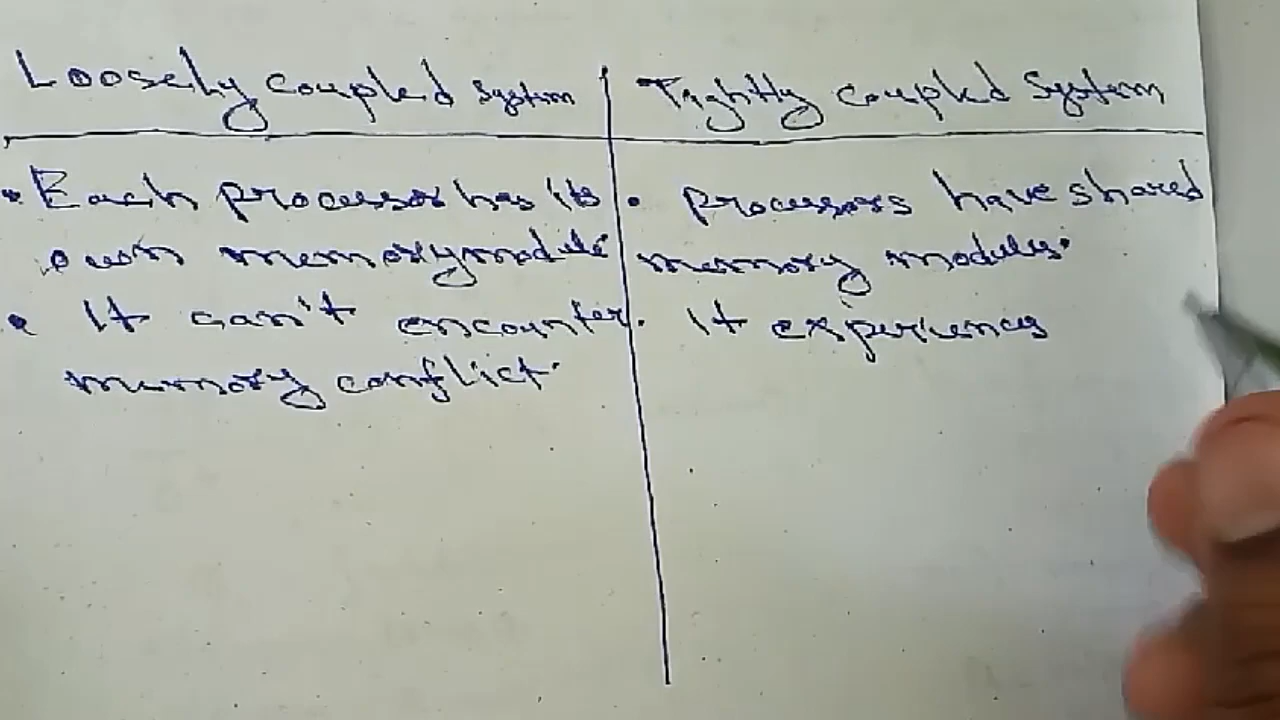 Loosely coupled system
Tightly coupled system
• Each processor has its
own memory module
• It can't encounter
memory conflict.
• processors have shared
memory modules.
• It experiences